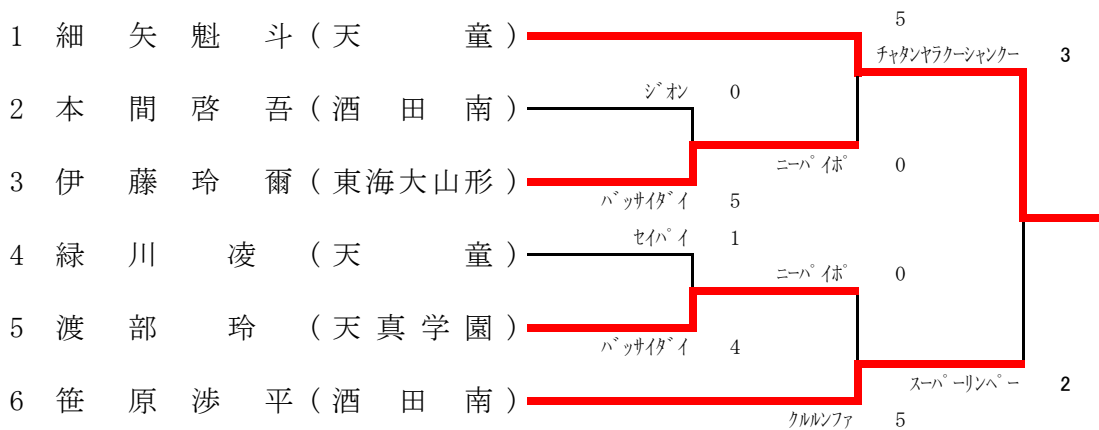 5
1 細 矢 魁 斗 ( 天 童 )
チャタンヤラクーシャンクー 3
ジオン 0
2 本 間 啓 吾 ( 酒 田 南 )
ニーパイポ 0
3 伊 藤 玲 爾 ( 東海大山形 )
バッサイダイ 5
セイパイ 1
4 緑 川 凌 ( 天 童 )
ニーパイポ 0
5 渡 部 玲 ( 天 真 学 園 )
バッサイダイ 4
スーパーリンペー 2
6 笹 原 渉 平 ( 酒 田 南 )
クルルンファ 5